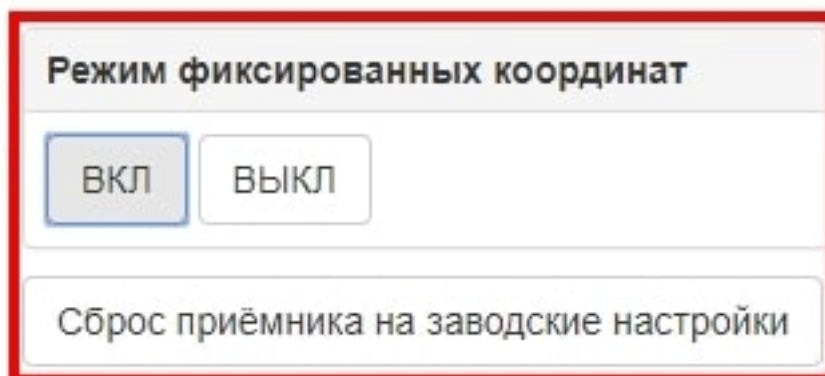 Режим фиксированных координат
ВКЛ ВЫКЛ
Сброс приёмника на заводские настройки